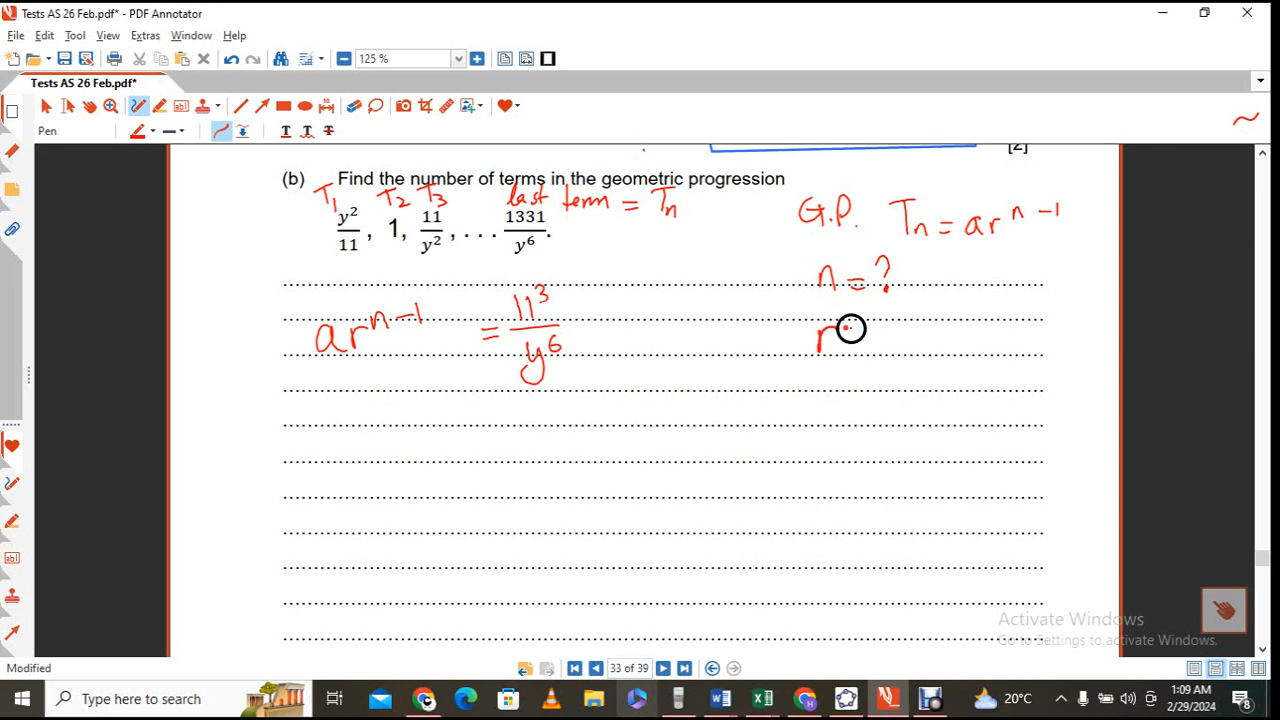 Tests AS 26 Feb.pdf* - PDF Annotator
File Edit Tool View Extras Window Help
125 %
Tests AS 26 Feb.pdf*
Pen
[2]
(b) Find the number of terms in the geometric progression
T₁ T₂ T₃ last term = Tₙ
y²/11, 1, 11/y², ... 1331/y⁶.
G.P. Tₙ = arⁿ⁻¹
n = ?
arⁿ⁻¹ = 11³/y⁶
r
Activate Windows
Go to Settings to activate Windows.
Modified
33 of 39
Type here to search
20°C
1:09 AM
2/29/2024
8